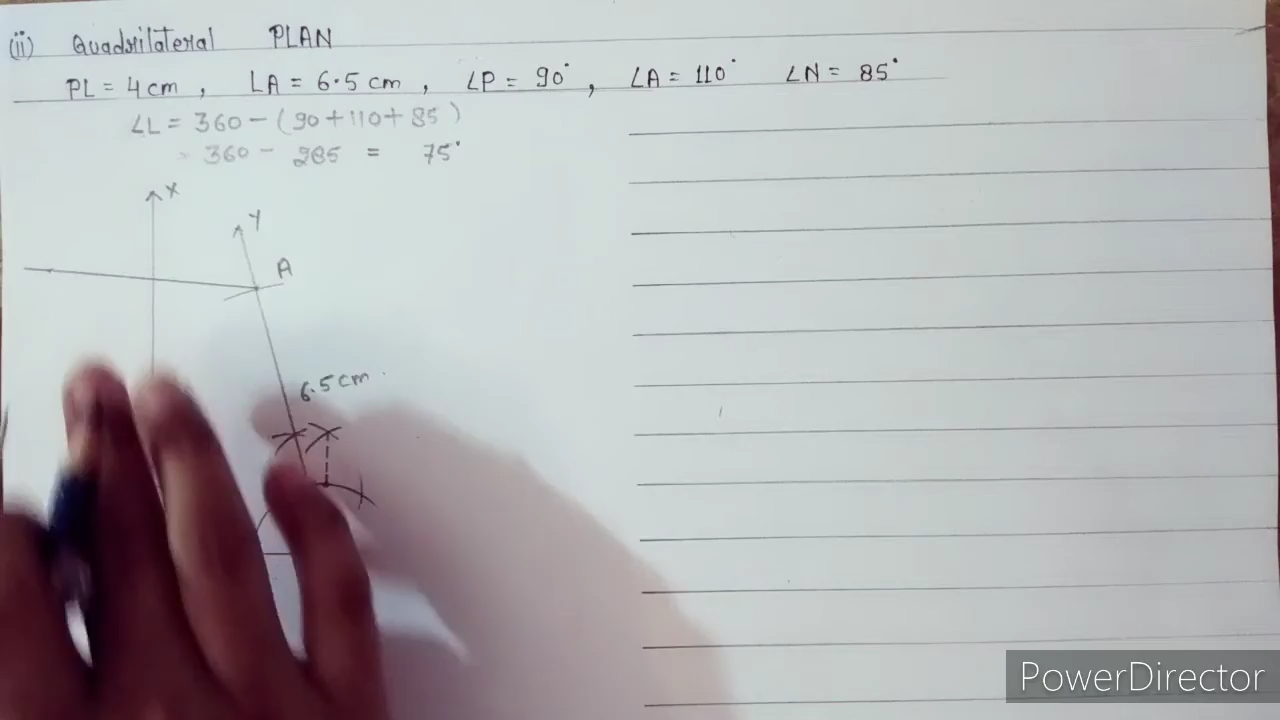 (ii) Quadrilateral PLAN
PL = 4 cm , LA = 6.5 cm , ∠P = 90° , ∠A = 110° ∠N = 85°
∠L = 360 - (90 + 110 + 85)
= 360 - 285 = 75°
X
Y
A
6.5 cm
PowerDirector